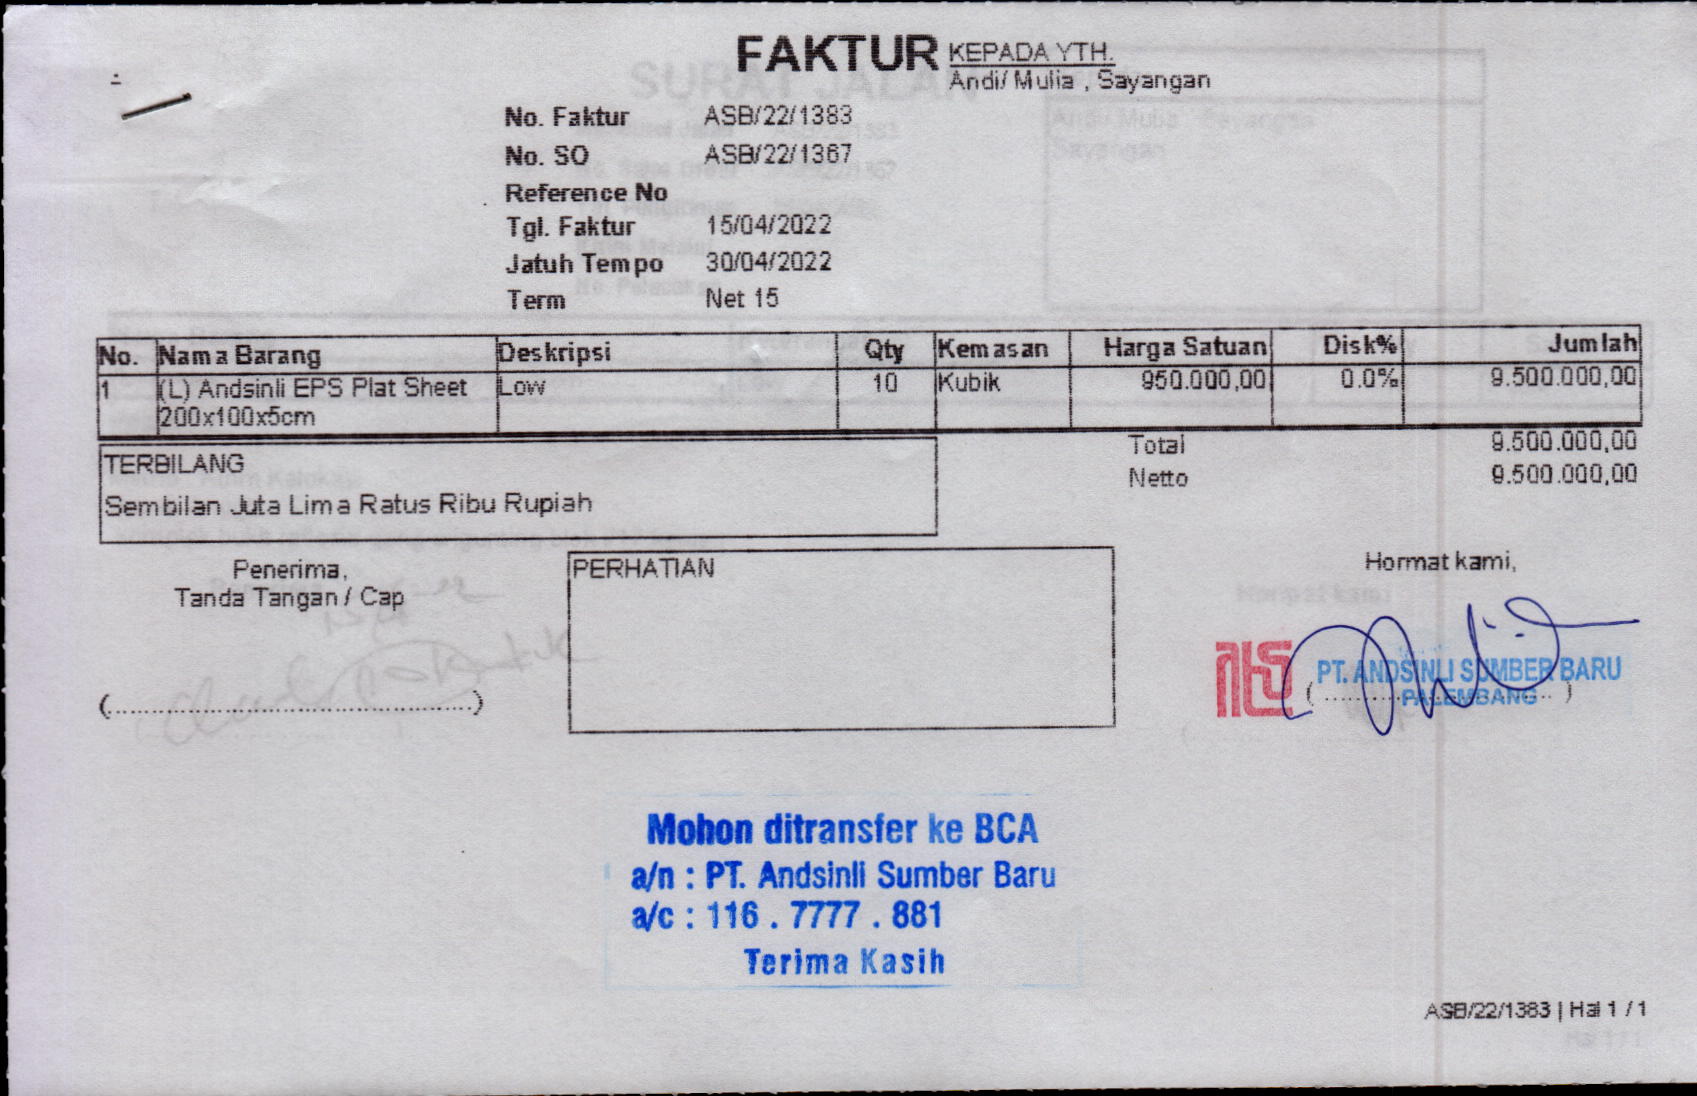 FAKTUR
KEPADA YTH.
Andi/ Mulia , Sayangan
No. Faktur ASB/22/1383
No. SO ASB/22/1367
Reference No
Tgl. Faktur 15/04/2022
Jatuh Tempo 30/04/2022
Term Net 15
No. Nama Barang Deskripsi Qty Kemasan Harga Satuan Disk% Jumlah
1 (L) Andsinli EPS Plat Sheet Low 10 Kubik 950.000,00 0.0% 9.500.000,00
200x100x5cm
Total 9.500.000,00
TERBILANG
Netto 9.500.000,00
Sembilan Juta Lima Ratus Ribu Rupiah
Penerima,
Tanda Tangan / Cap
PERHATIAN
Hormat kami,
PT. ANDSINLI SUMBER BARU
PALEMBANG
Mohon ditransfer ke BCA
a/n : PT. Andsinli Sumber Baru
a/c : 116 . 7777 . 881
Terima Kasih
ASB/22/1383 | Hal 1 / 1